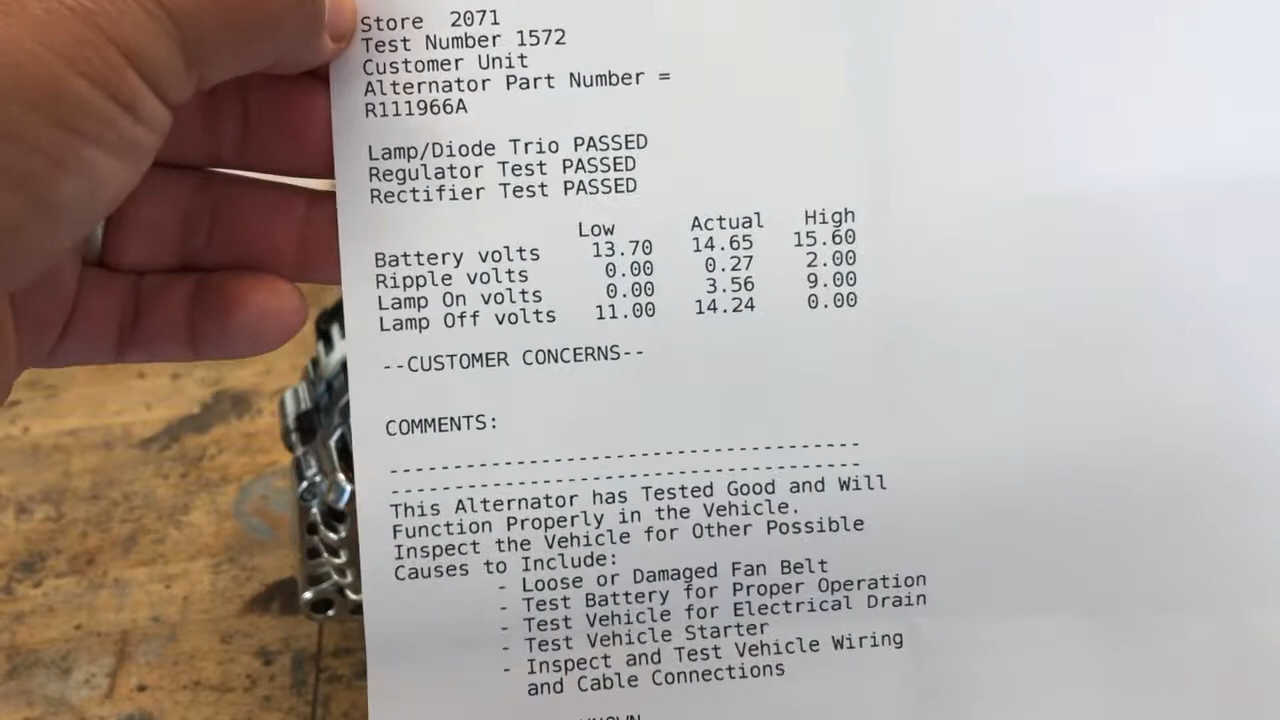 Store 2071
Test Number 1572
Customer Unit
Alternator Part Number =
R111966A
Lamp/Diode Trio PASSED
Regulator Test PASSED
Rectifier Test PASSED
Low Actual High
Battery volts 13.70 14.65 15.60
Ripple volts 0.00 0.27 2.00
Lamp On volts 0.00 3.56 9.00
Lamp Off volts 11.00 14.24 0.00
--CUSTOMER CONCERNS--
COMMENTS:
----------------------------------------
----------------------------------------
This Alternator has Tested Good and Will
Function Properly in the Vehicle.
Inspect the Vehicle for Other Possible
Causes to Include:
- Loose or Damaged Fan Belt
- Test Battery for Proper Operation
- Test Vehicle for Electrical Drain
- Test Vehicle Starter
- Inspect and Test Vehicle Wiring
and Cable Connections